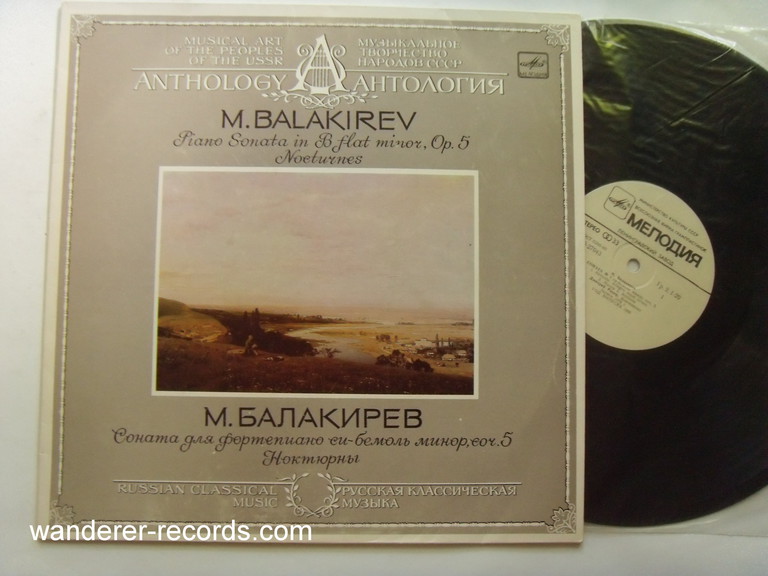 MUSICAL ART
OF THE PEOPLES
OF THE USSR
МУЗЫКАЛЬНОЕ
ТВОРЧЕСТВО
НАРОДОВ СССР
ANTHOLOGY
АНТОЛОГИЯ
M. BALAKIREV
Piano Sonata in B flat minor, Op. 5
Nocturnes
М. БАЛАКИРЕВ
Соната для фортепиано си-бемоль минор, соч. 5
Ноктюрны
RUSSIAN CLASSICAL
MUSIC
РУССКАЯ КЛАССИЧЕСКАЯ
МУЗЫКА
МЕЛОДИЯ
ЛЕНИНГРАДСКИЙ ЗАВОД
wanderer-records.com